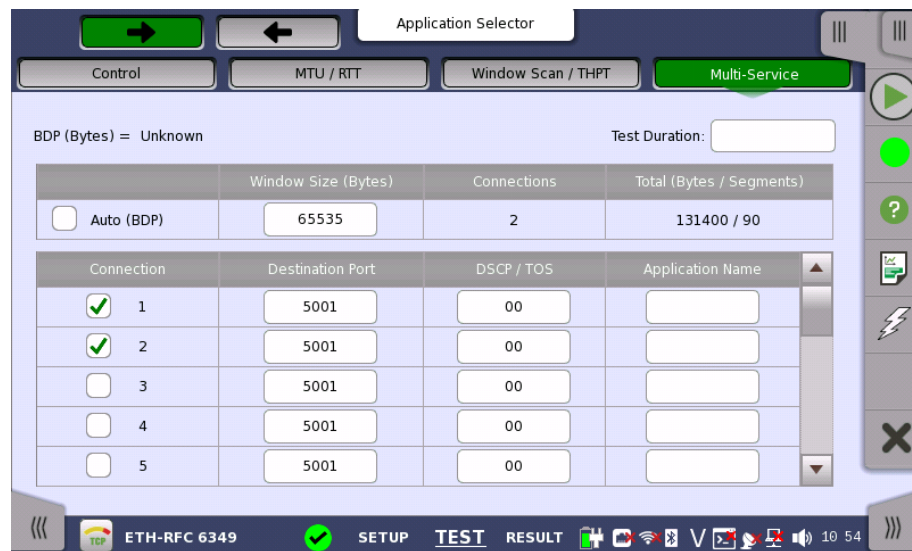 Application Selector
Control MTU / RTT Window Scan / THPT Multi-Service
BDP (Bytes) = Unknown Test Duration:
Window Size (Bytes) Connections Total (Bytes / Segments)
Auto (BDP) 65535 2 131400 / 90
Connection Destination Port DSCP / TOS Application Name
1 5001 00
2 5001 00
3 5001 00
4 5001 00
5 5001 00
TCP ETH-RFC 6349 SETUP TEST RESULT V 10 54